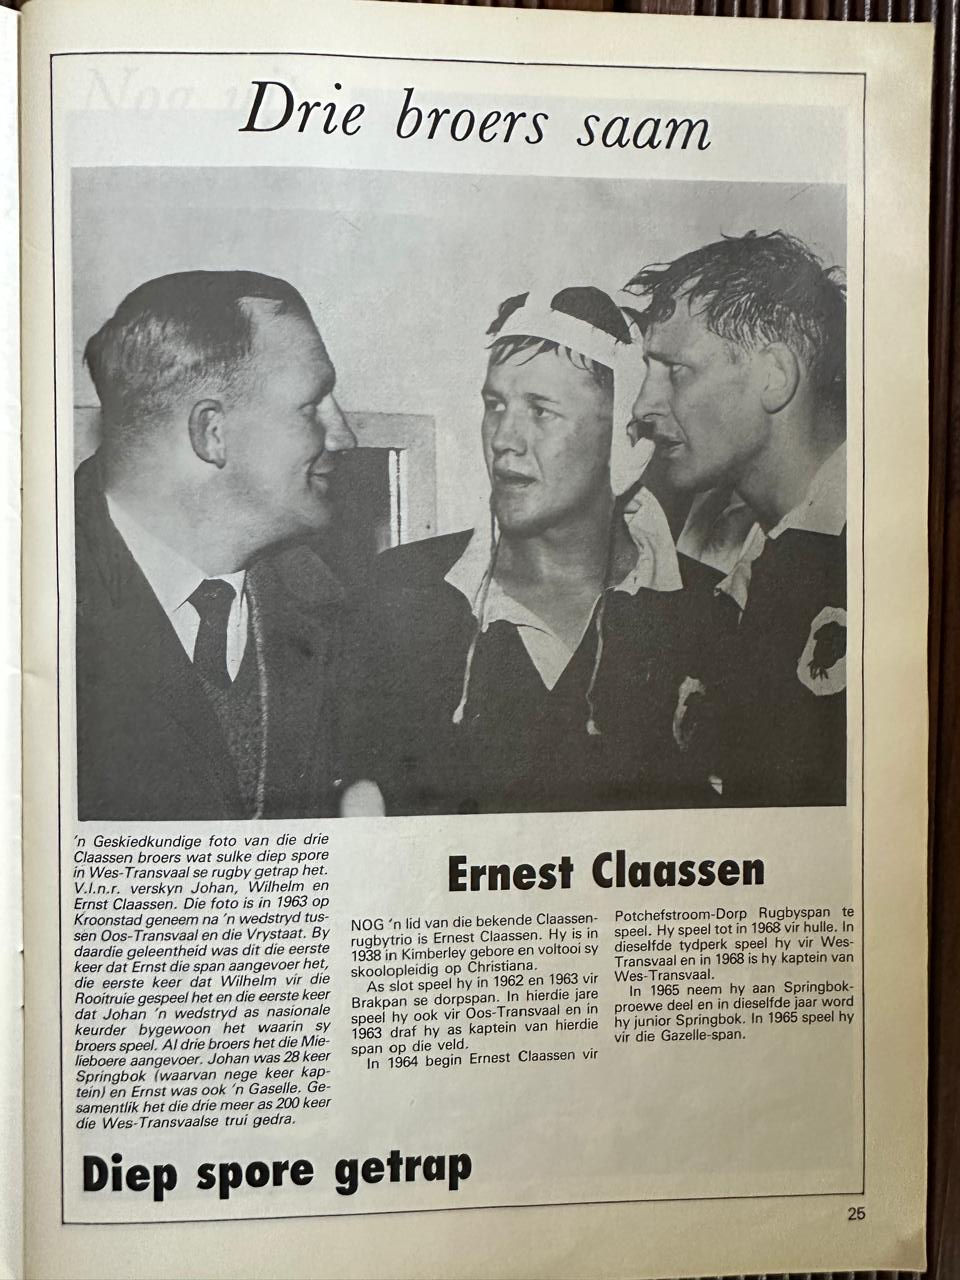 Drie broers saam
'n Geskiedkundige foto van die drie
Claassen broers wat sulke diep spore
in Wes-Transvaal se rugby getrap het.
V.l.n.r. verskyn Johan, Wilhelm en
Ernst Claassen. Die foto is in 1963 op
Kroonstad geneem na 'n wedstryd tus-
sen Oos-Transvaal en die Vrystaat. By
daardie geleentheid was dit die eerste
keer dat Ernst die span aangevoer het,
die eerste keer dat Wilhelm vir die
Rooitruie gespeel het en die eerste keer
dat Johan 'n wedstryd as nasionale
keurder bygewoon het waarin sy
broers speel. Al drie broers het die Mie-
lieboere aangevoer. Johan was 28 keer
Springbok (waarvan nege keer kap-
tein) en Ernst was ook 'n Gaselle. Ge-
samentlik het die drie meer as 200 keer
die Wes-Transvaalse trui gedra.
Ernest Claassen
NOG 'n lid van die bekende Claassen-
rugbytrio is Ernest Claassen. Hy is in
1938 in Kimberley gebore en voltooi sy
skoolopleidig op Christiana.
As slot speel hy in 1962 en 1963 vir
Brakpan se dorpspan. In hierdie jare
speel hy ook vir Oos-Transvaal en in
1963 draf hy as kaptein van hierdie
span op die veld.
In 1964 begin Ernest Claassen vir
Potchefstroom-Dorp Rugbyspan te
speel. Hy speel tot in 1968 vir hulle. In
dieselfde tydperk speel hy vir Wes-
Transvaal en in 1968 is hy kaptein van
Wes-Transvaal.
In 1965 neem hy aan Springbok-
proewe deel en in dieselfde jaar word
hy junior Springbok. In 1965 speel hy
vir die Gazelle-span.
Diep spore getrap
25